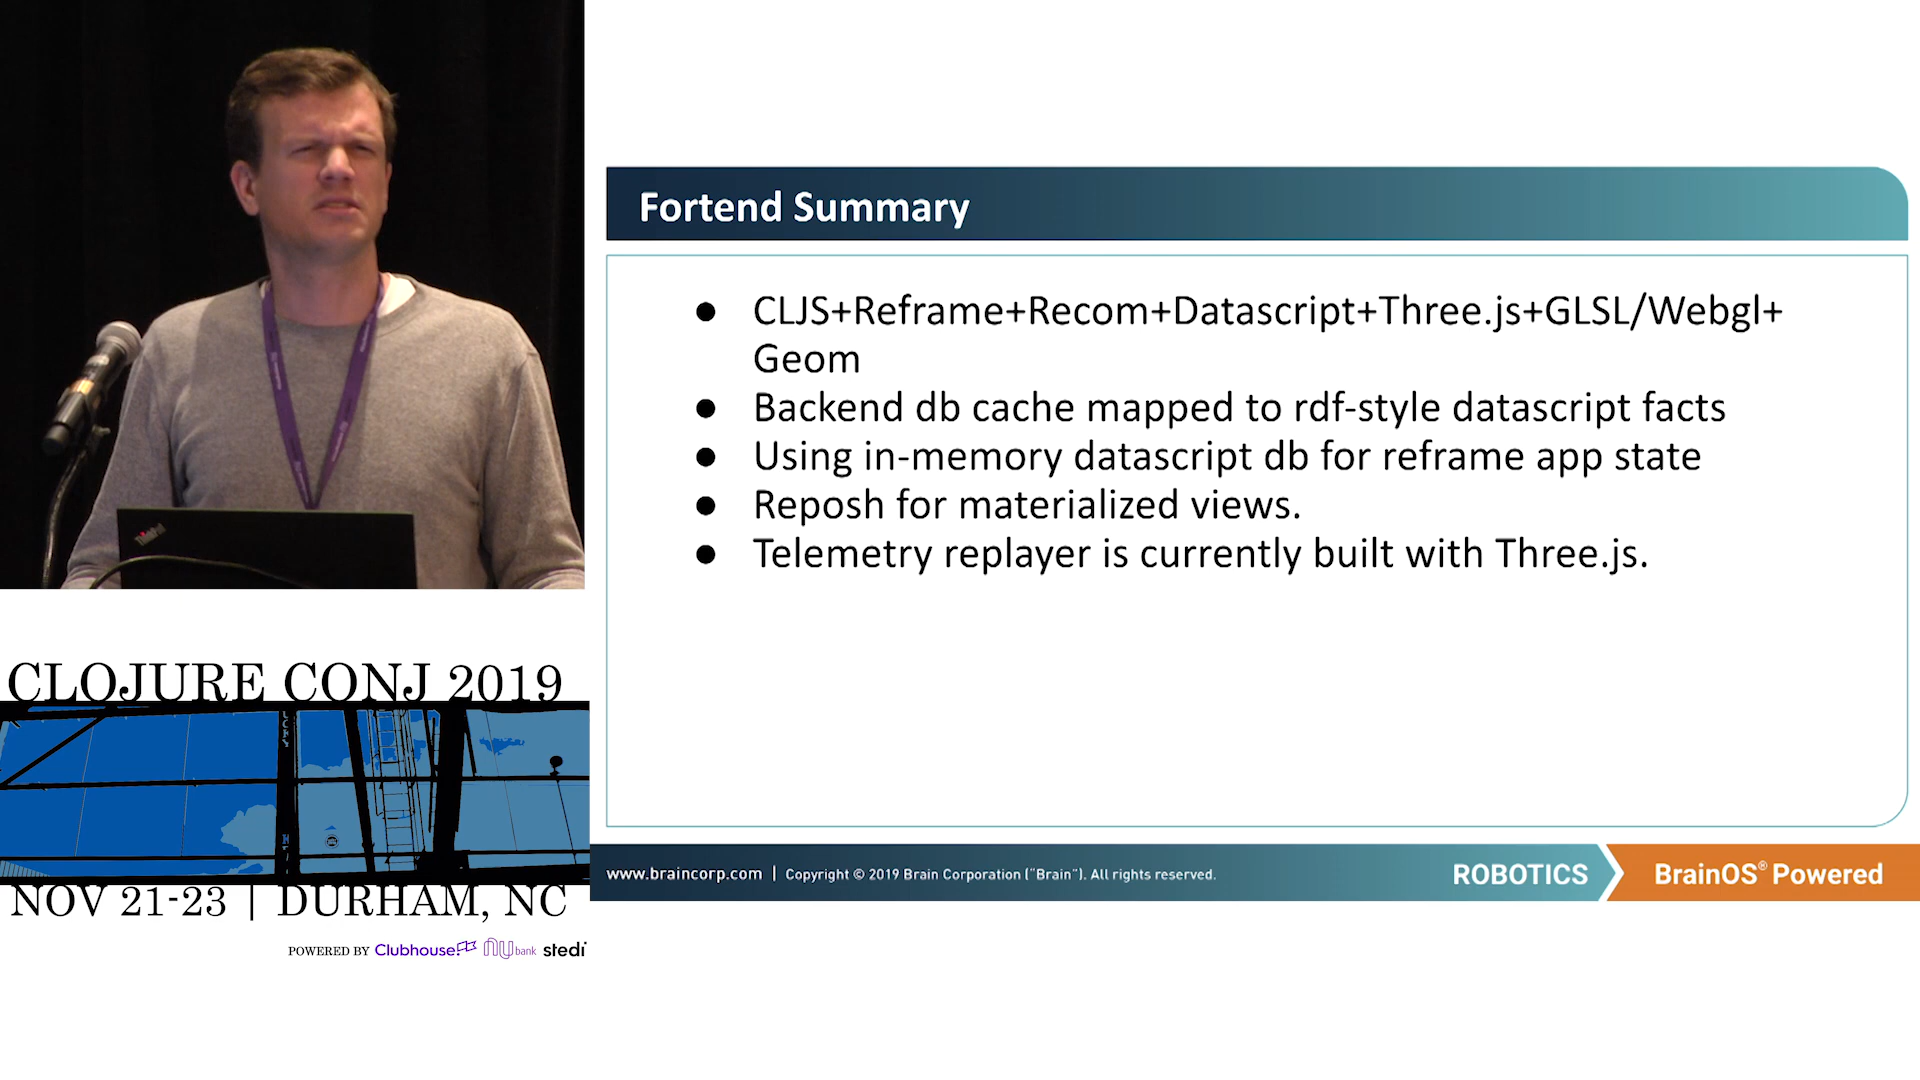 Fortend Summary
● CLJS+Reframe+Recom+Datascript+Three.js+GLSL/Webgl+
Geom
● Backend db cache mapped to rdf-style datascript facts
● Using in-memory datascript db for reframe app state
● Reposh for materialized views.
● Telemetry replayer is currently built with Three.js.
www.braincorp.com | Copyright © 2019 Brain Corporation ("Brain"). All rights reserved.
ROBOTICS
BrainOS® Powered
ThinkPad
CLOJURE CONJ 2019
NOV 21-23 | DURHAM, NC
POWERED BY Clubhouse nu bank stedi